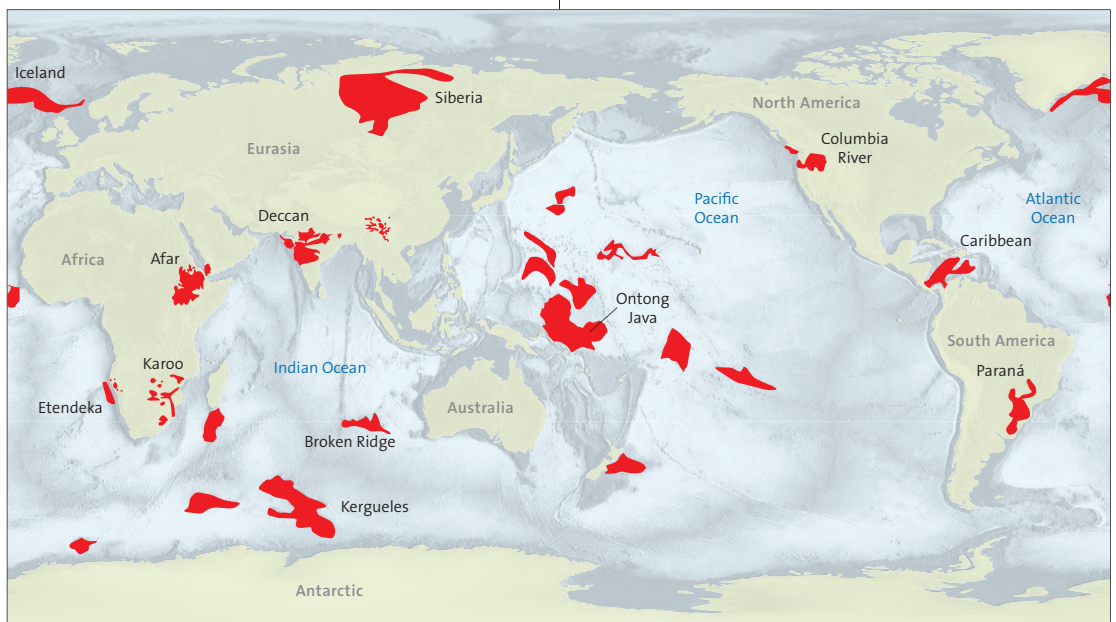 Iceland
Siberia
North America
Columbia
River
Eurasia
Pacific
Ocean
Atlantic
Ocean
Deccan
Caribbean
Africa
Afar
Ontong
Java
South America
Karoo
Indian Ocean
Paraná
Etendeka
Australia
Broken Ridge
Kergueles
Antarctic